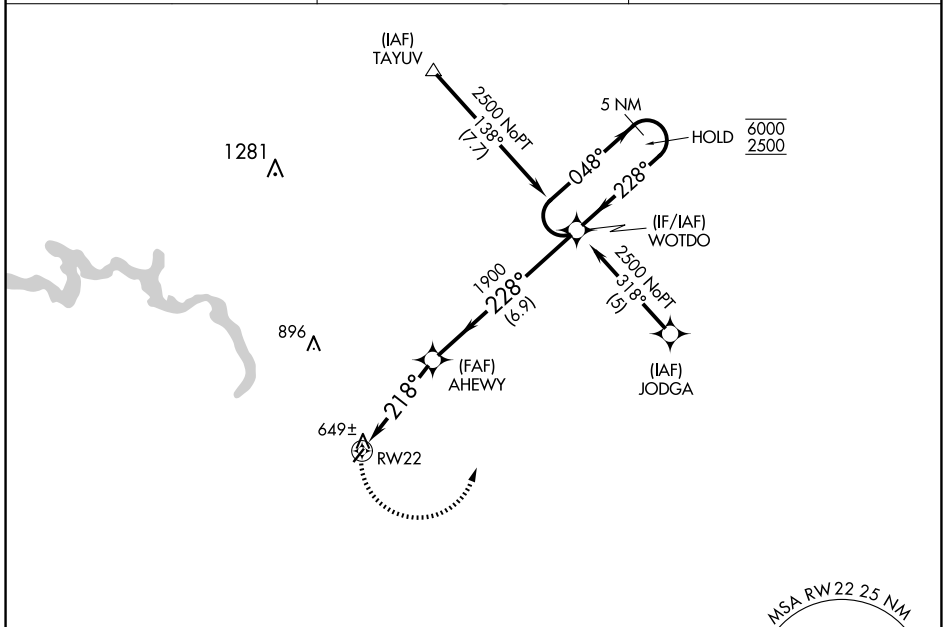 (IAF)
TAYUV
2500 NoPT
138°
(7.7)
5 NM
HOLD
6000
2500
1281
048°
228°
(IF/IAF)
WOTDO
1900
228°
(6.9)
2500 NoPT
318°
(5)
896
(FAF)
AHEWY
(IAF)
JODGA
218°
649±
RW22
MSA RW22 25 NM